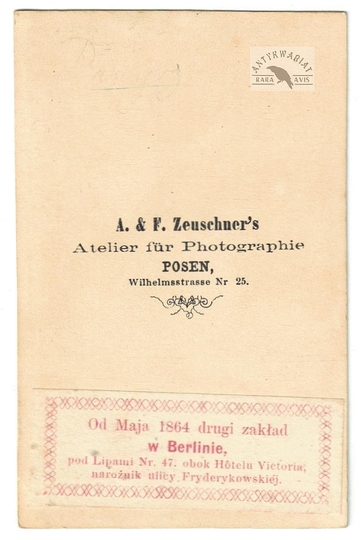 ANTYKWARIAT
RARA AVIS
A. & F. Zeuschner's
Atelier für Photographie
POSEN,
Wilhelmsstrasse Nr 25.
Od Maja 1864 drugi zakład
w Berlinie,
pod Lipami Nr. 47. obok Hôtelu Victoria,
narożnik ulicy Fryderykowskiéj.